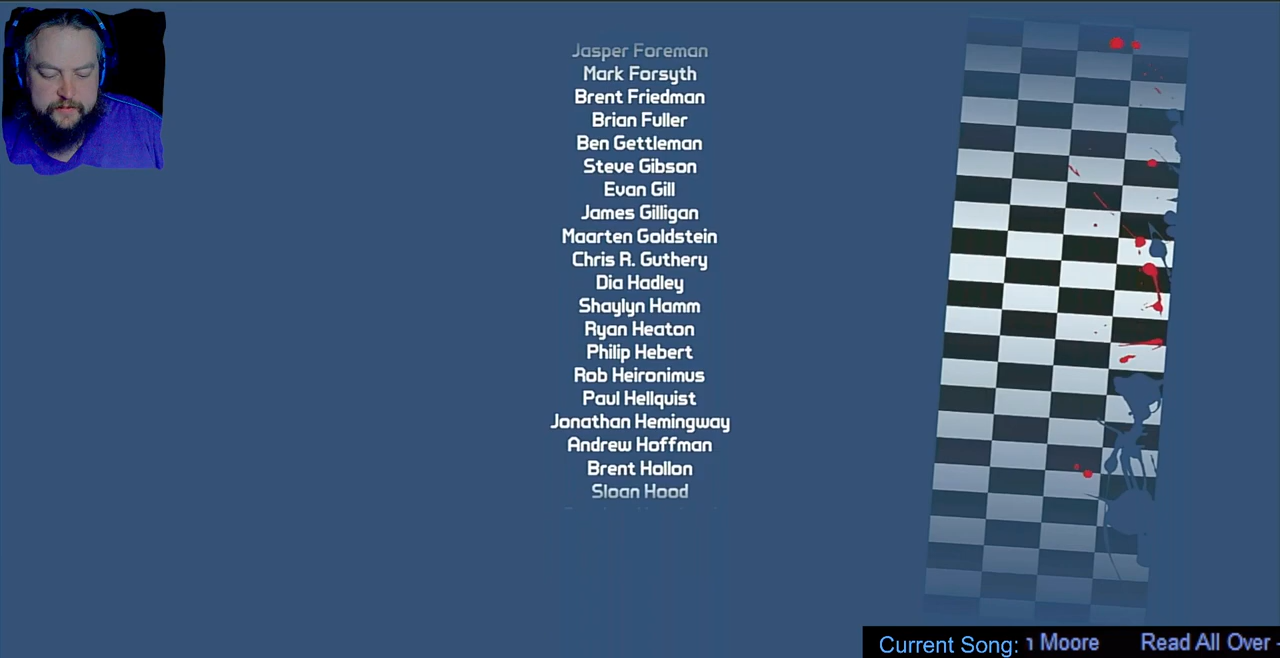 Jasper Foreman
Mark Forsyth
Brent Friedman
Brian Fuller
Ben Gettleman
Steve Gibson
Evan Gill
James Gilligan
Maarten Goldstein
Chris R. Guthery
Dia Hadley
Shaylyn Hamm
Ryan Heaton
Philip Hebert
Rob Heironimus
Paul Hellquist
Jonathan Hemingway
Andrew Hoffman
Brent Hollon
Sloan Hood
Current Song: Moore Read All Over -